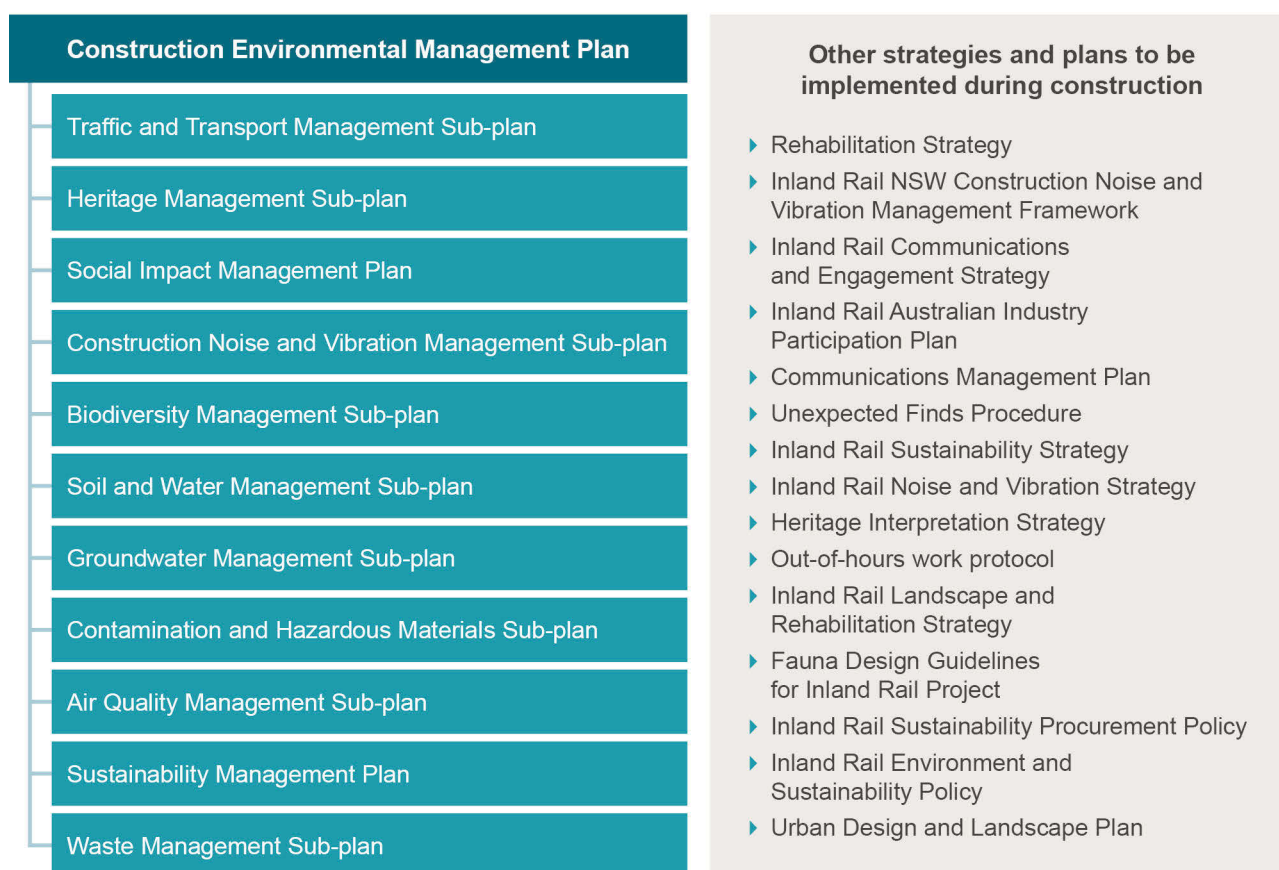 Construction Environmental Management Plan
Traffic and Transport Management Sub-plan
Heritage Management Sub-plan
Social Impact Management Plan
Construction Noise and Vibration Management Sub-plan
Biodiversity Management Sub-plan
Soil and Water Management Sub-plan
Groundwater Management Sub-plan
Contamination and Hazardous Materials Sub-plan
Air Quality Management Sub-plan
Sustainability Management Plan
Waste Management Sub-plan
Other strategies and plans to be
implemented during construction
Rehabilitation Strategy
Inland Rail NSW Construction Noise and
Vibration Management Framework
Inland Rail Communications
and Engagement Strategy
Inland Rail Australian Industry
Participation Plan
Communications Management Plan
Unexpected Finds Procedure
Inland Rail Sustainability Strategy
Inland Rail Noise and Vibration Strategy
Heritage Interpretation Strategy
Out-of-hours work protocol
Inland Rail Landscape and
Rehabilitation Strategy
Fauna Design Guidelines
for Inland Rail Project
Inland Rail Sustainability Procurement Policy
Inland Rail Environment and
Sustainability Policy
Urban Design and Landscape Plan